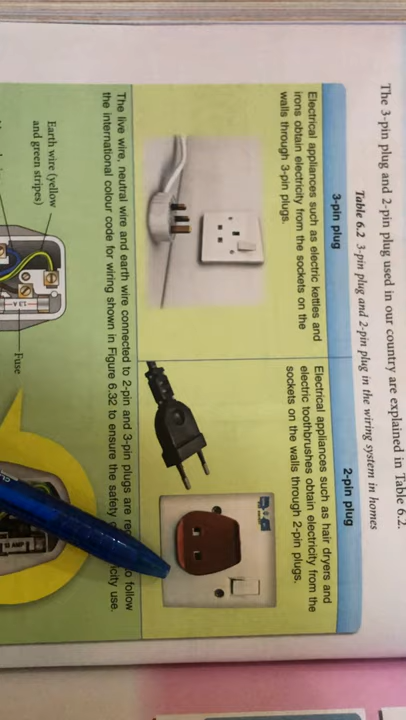 The 3-pin plug and 2-pin plug used in our country are explained in Table 6.2.
Table 6.2 3-pin plug and 2-pin plug in the wiring system in homes
3-pin plug
2-pin plug
Electrical appliances such as electric kettles and
irons obtain electricity from the sockets on the
walls through 3-pin plugs.
Electrical appliances such as hair dryers and
electric toothbrushes obtain electricity from the
sockets on the walls through 2-pin plugs.
The live wire, neutral wire and earth wire connected to 2-pin and 3-pin plugs are to follow
the international colour code for wiring shown in Figure 6.32 to ensure the safety use.
Earth wire (yellow
and green stripes)
Fuse
13 A
13 AMP